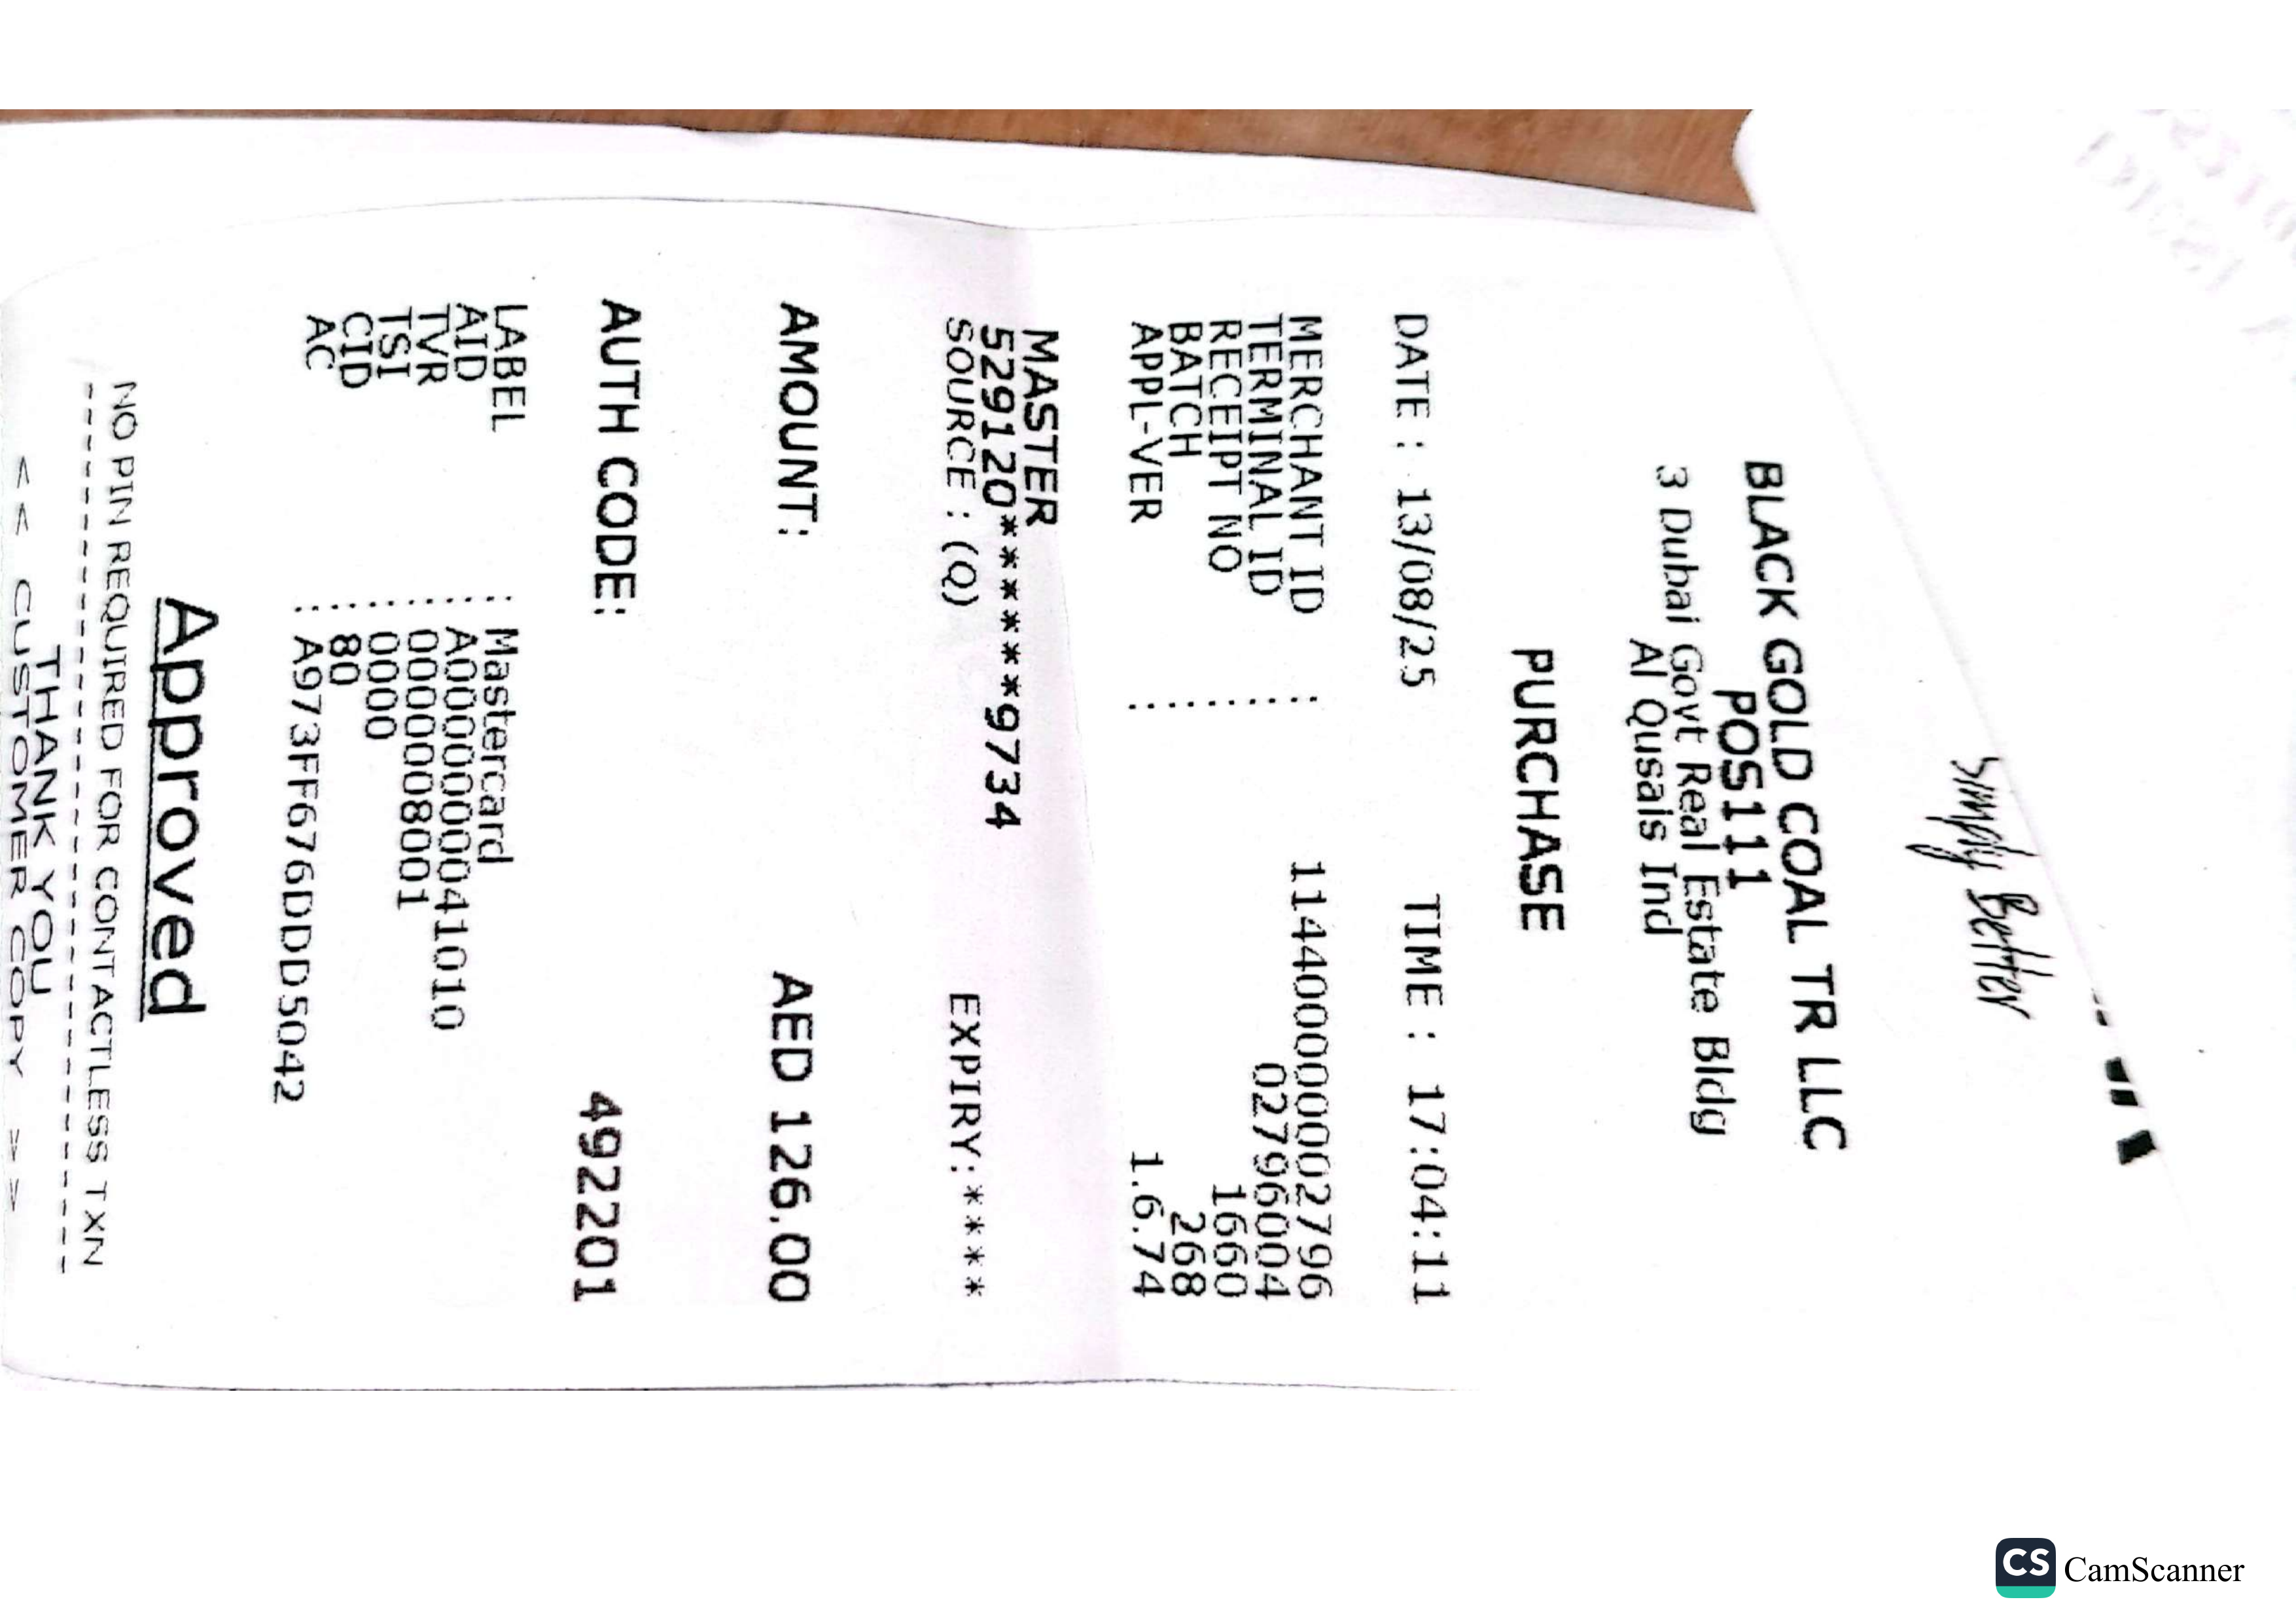 Simply Better
BLACK GOLD COAL TR LLC
POS111
3 Dubai Govt Real Estate Bldg
Al Qusais Ind
PURCHASE
DATE : 13/08/25 TIME : 17:04:11
MERCHANT ID : 11440000002796
TERMINAL ID : 02796004
RECEIPT NO : 1660
BATCH : 268
APPL-VER : 1.6.74
MASTER
529120*******9734
SOURCE : (Q) EXPIRY:****
AMOUNT: AED 126.00
AUTH CODE: 492201
LABEL : Mastercard
AID : A0000000041010
TVR : 0000008001
TSI : 0000
CID : 80
AC : A973FF676DDD5042
Approved
NO PIN REQUIRED FOR CONTACTLESS TXN
THANK YOU
<< CUSTOMER COPY >>
CS CamScanner